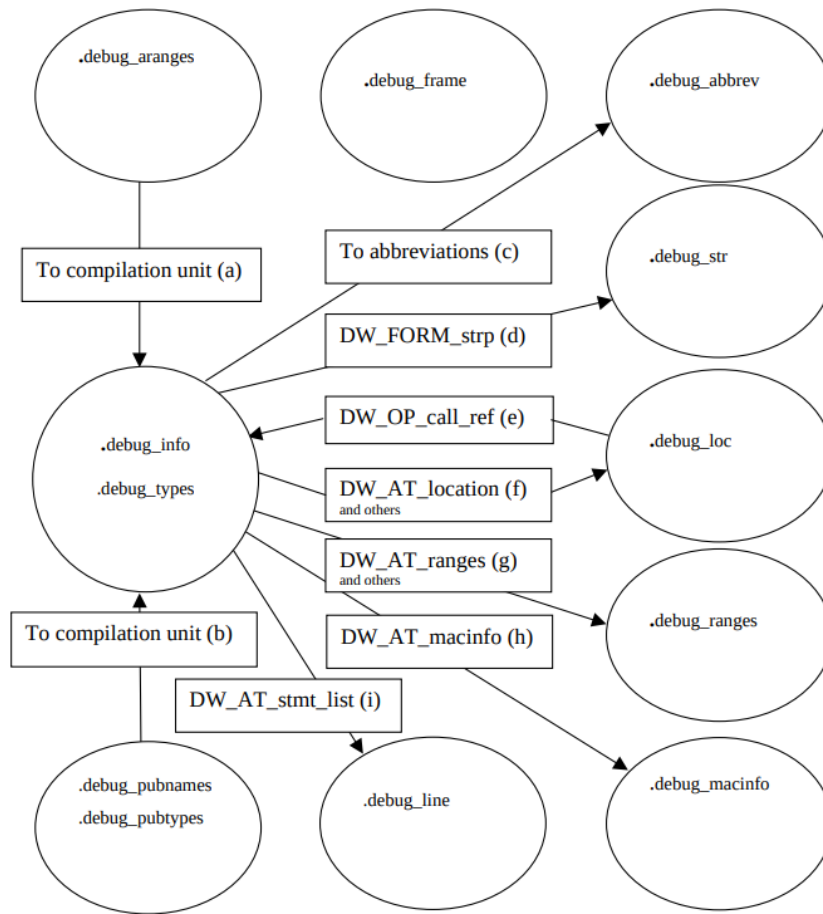 .debug_aranges
.debug_frame
.debug_abbrev
To compilation unit (a)
To abbreviations (c)
.debug_str
DW_FORM_strp (d)
DW_OP_call_ref (e)
.debug_info
.debug_types
.debug_loc
DW_AT_location (f)
and others
DW_AT_ranges (g)
and others
To compilation unit (b)
DW_AT_macinfo (h)
.debug_ranges
DW_AT_stmt_list (i)
.debug_pubnames
.debug_pubtypes
.debug_line
.debug_macinfo